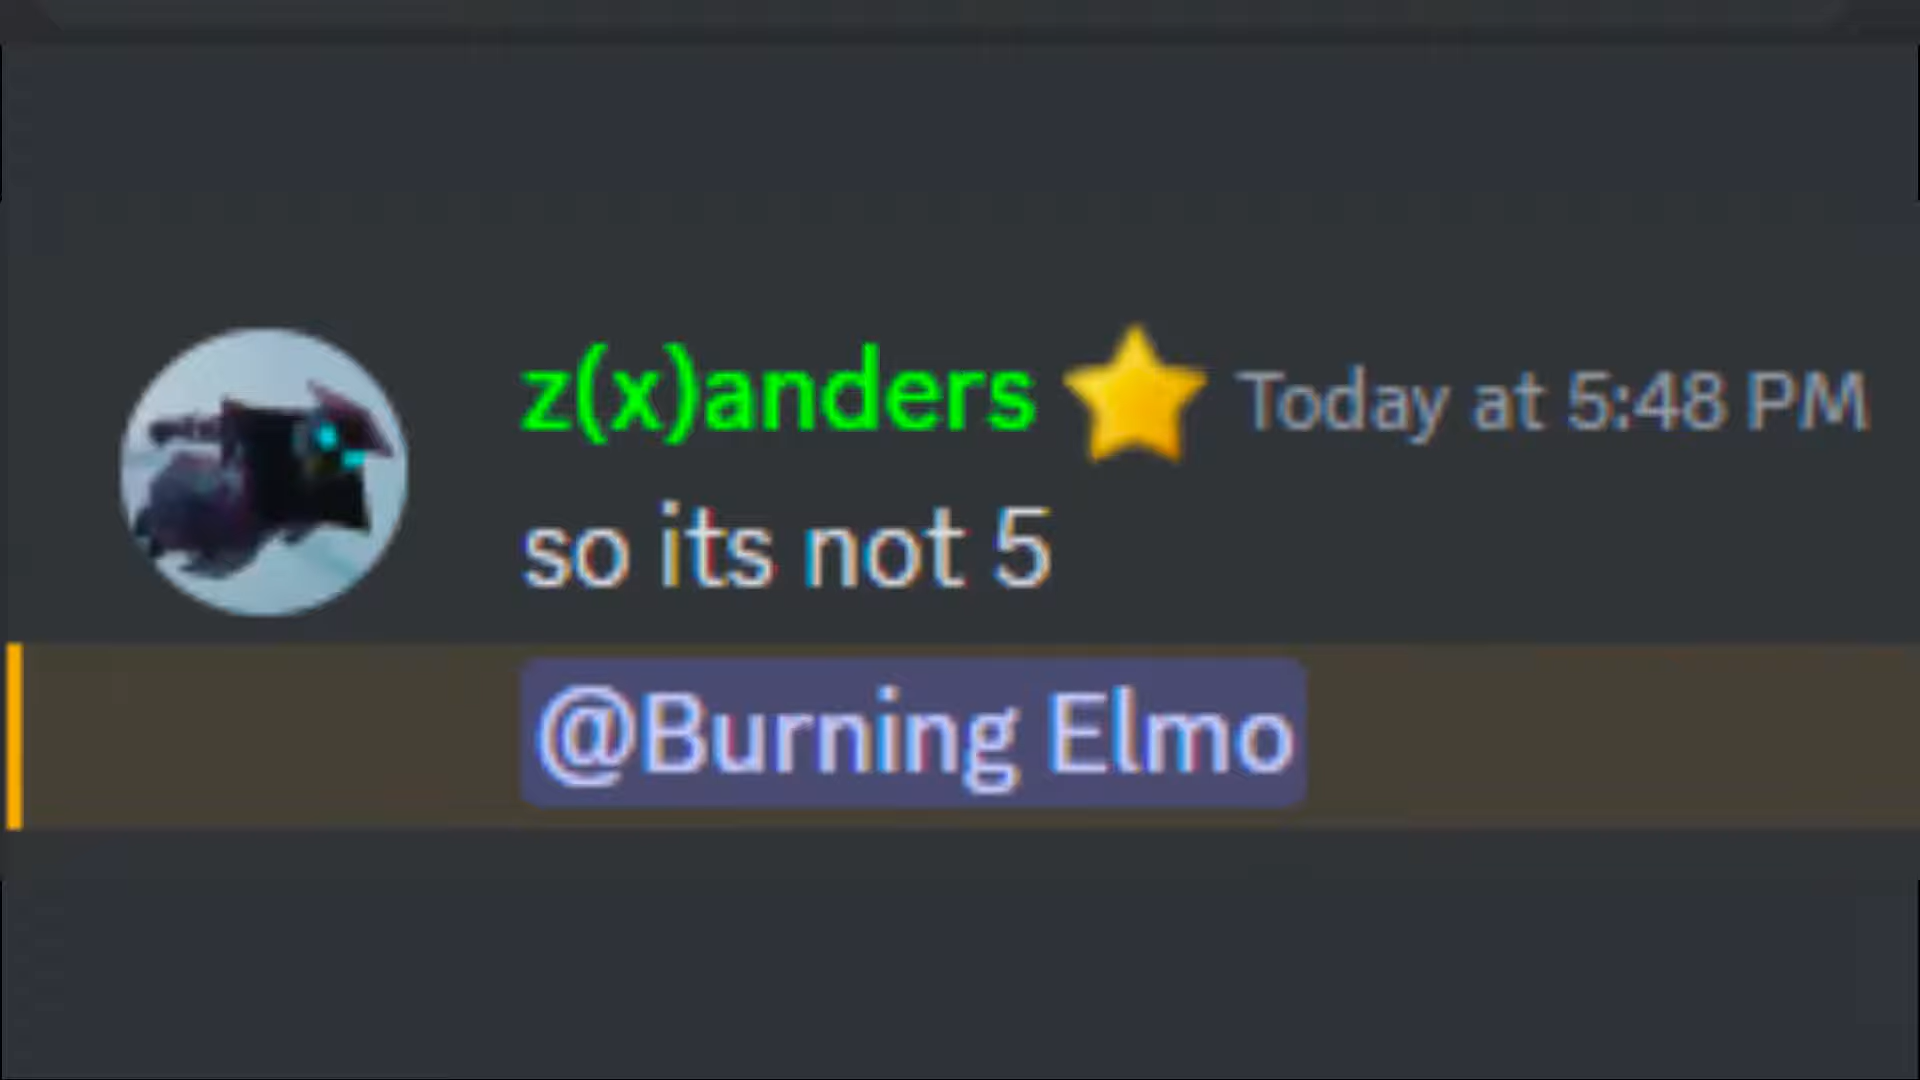 z(x)anders ⭐ Today at 5:48 PM
so its not 5
@Burning Elmo